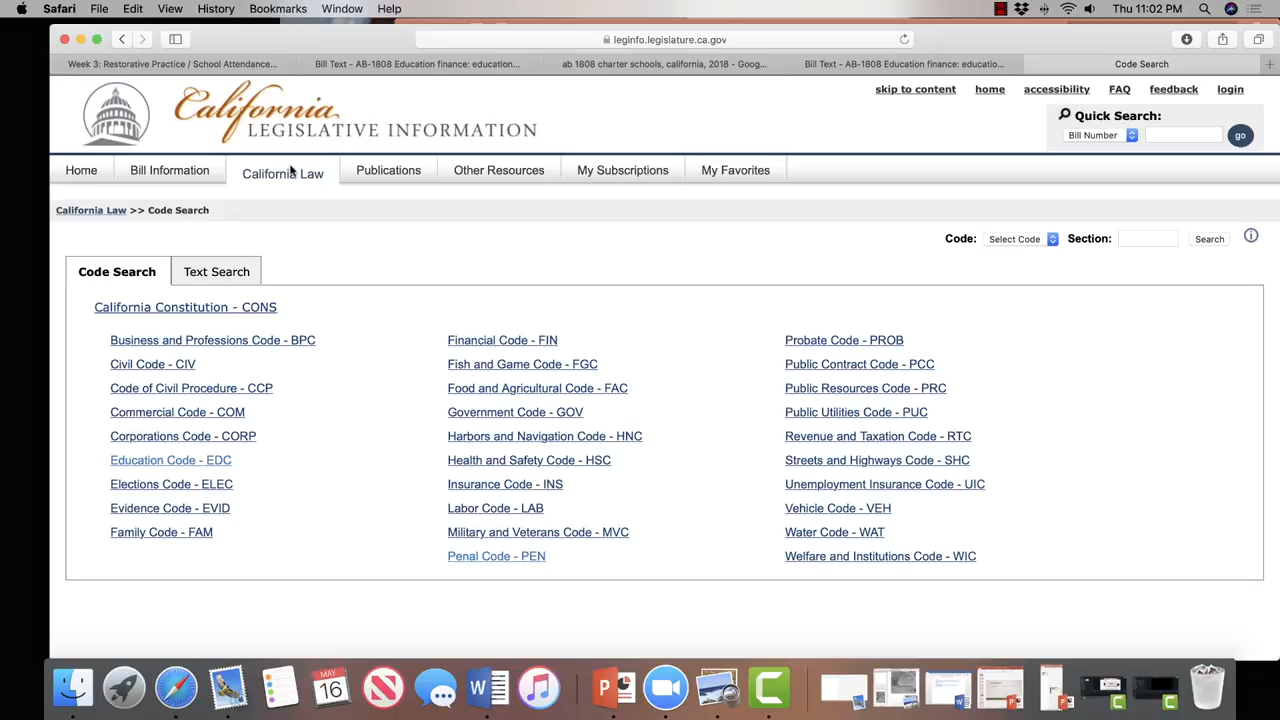 Safari File Edit View History Bookmarks Window Help Thu 11:02 PM
leginfo.legislature.ca.gov
Week 3: Restorative Practice / School Attendance... Bill Text - AB-1808 Education finance: education... ab 1808 charter schools, california, 2018 - Goog... Bill Text - AB-1808 Education finance: educatio... Code Search
skip to content home accessibility FAQ feedback login
California
LEGISLATIVE INFORMATION
Quick Search:
Bill Number go
Home Bill Information California Law Publications Other Resources My Subscriptions My Favorites
California Law >> Code Search
Code: Select Code Section: Search
Code Search Text Search
California Constitution - CONS
Business and Professions Code - BPC Financial Code - FIN Probate Code - PROB
Civil Code - CIV Fish and Game Code - FGC Public Contract Code - PCC
Code of Civil Procedure - CCP Food and Agricultural Code - FAC Public Resources Code - PRC
Commercial Code - COM Government Code - GOV Public Utilities Code - PUC
Corporations Code - CORP Harbors and Navigation Code - HNC Revenue and Taxation Code - RTC
Education Code - EDC Health and Safety Code - HSC Streets and Highways Code - SHC
Elections Code - ELEC Insurance Code - INS Unemployment Insurance Code - UIC
Evidence Code - EVID Labor Code - LAB Vehicle Code - VEH
Family Code - FAM Military and Veterans Code - MVC Water Code - WAT
Penal Code - PEN Welfare and Institutions Code - WIC
MAY
16